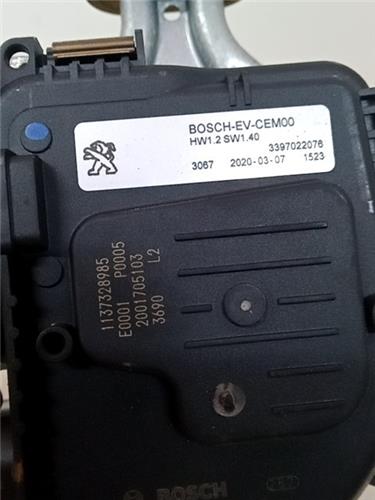 BOSCH-EV-CEM00
HW1.2 SW1.40
3397022076
3067 2020-03-07 1523
1137328985
E0001 P0005
2001705103 L2
3690
BOSCH